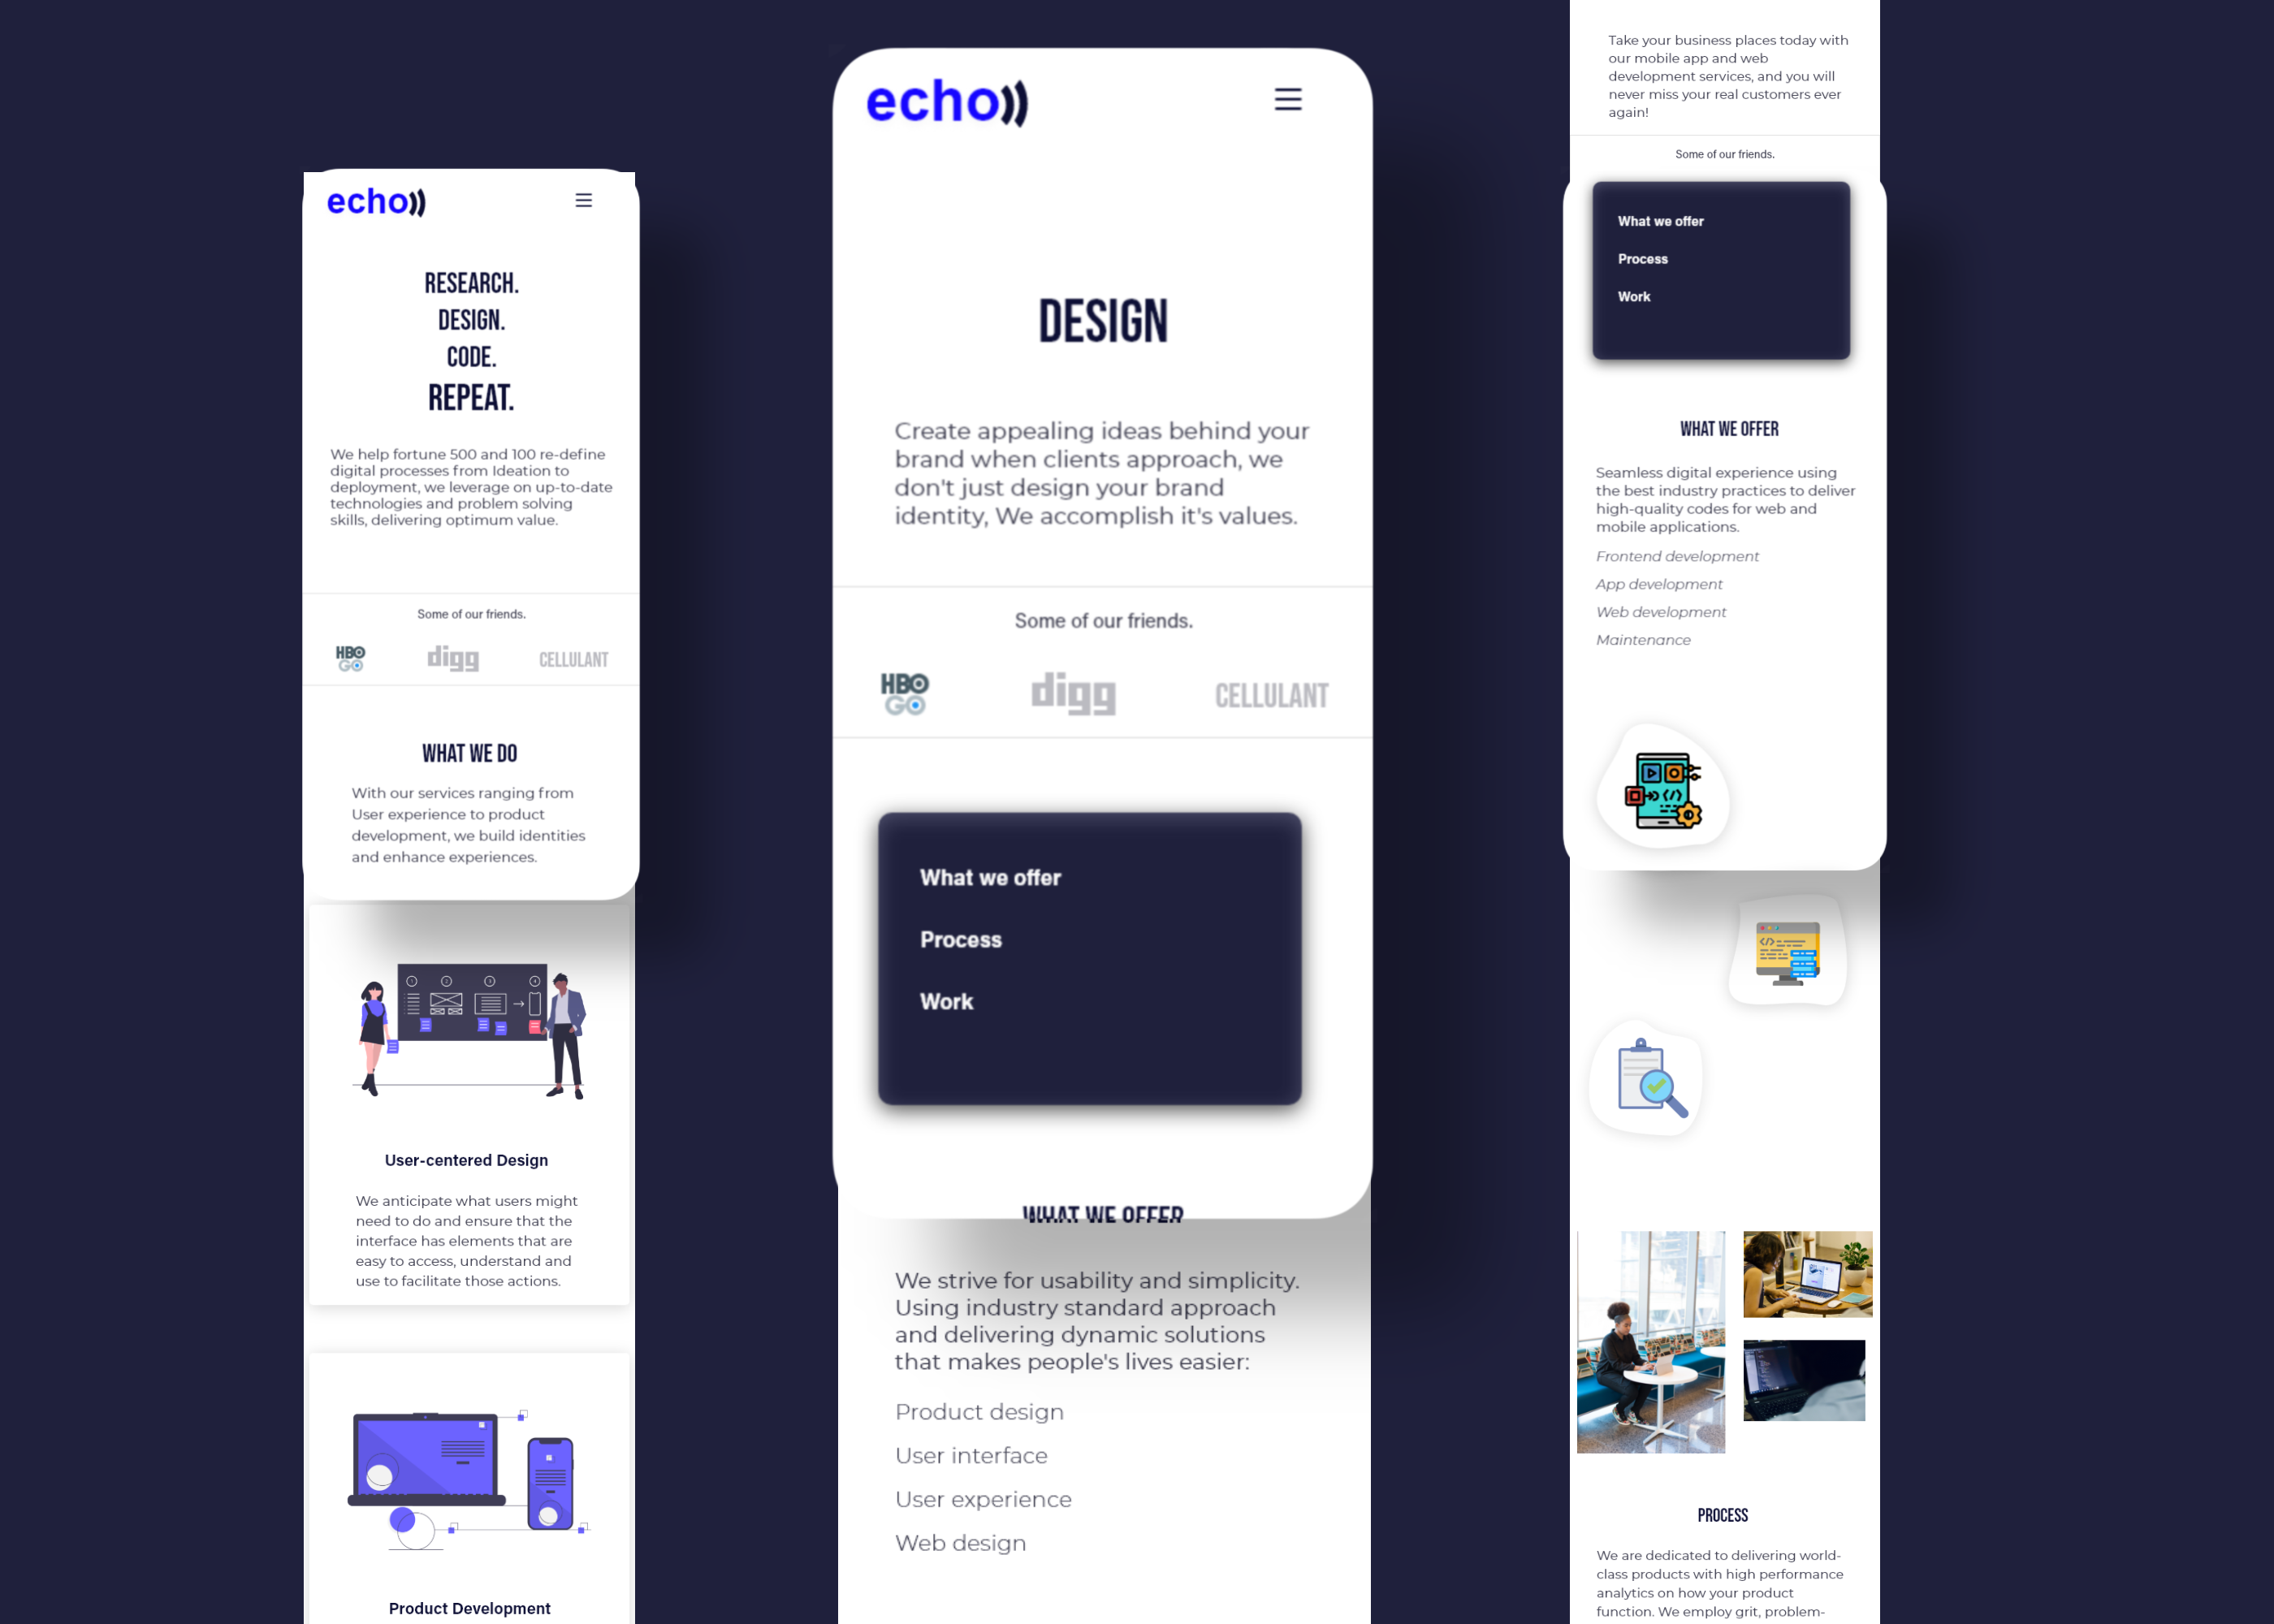 echo
RESEARCH.
DESIGN.
CODE.
REPEAT.
We help fortune 500 and 100 re-define
digital processes from Ideation to
deployment, we leverage on up-to-date
technologies and problem solving
skills, delivering optimum value.
Some of our friends.
HBO
GO
digg
CELLULANT
WHAT WE DO
With our services ranging from
User experience to product
development, we build identities
and enhance experiences.
1 2 3 4
User-centered Design
We anticipate what users might
need to do and ensure that the
interface has elements that are
easy to access, understand and
use to facilitate those actions.
Product Development
echo
DESIGN
Create appealing ideas behind your
brand when clients approach, we
don't just design your brand
identity, We accomplish it's values.
Some of our friends.
HBO
GO
digg
CELLULANT
What we offer
Process
Work
WHAT WE OFFER
We strive for usability and simplicity.
Using industry standard approach
and delivering dynamic solutions
that makes people's lives easier:
Product design
User interface
User experience
Web design
Take your business places today with
our mobile app and web
development services, and you will
never miss your real customers ever
again!
Some of our friends.
What we offer
Process
Work
WHAT WE OFFER
Seamless digital experience using
the best industry practices to deliver
high-quality codes for web and
mobile applications.
Frontend development
App development
Web development
Maintenance
PROCESS
We are dedicated to delivering world-
class products with high performance
analytics on how your product
function. We employ grit, problem-